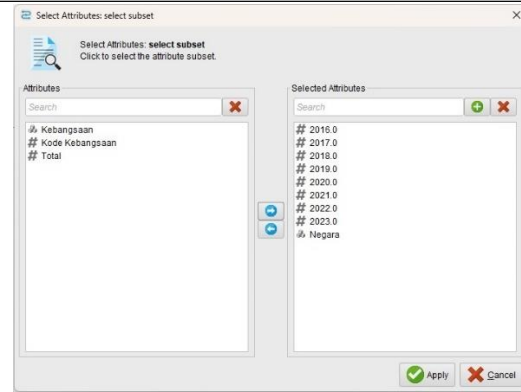 Select Attributes: select subset
Select Attributes: select subset
Click to select the attribute subset.
Attributes
Search
Kebangsaan
# Kode Kebangsaan
# Total
Selected Attributes
Search
# 2016.0
# 2017.0
# 2018.0
# 2019.0
# 2020.0
# 2021.0
# 2022.0
# 2023.0
Negara
Apply
Cancel